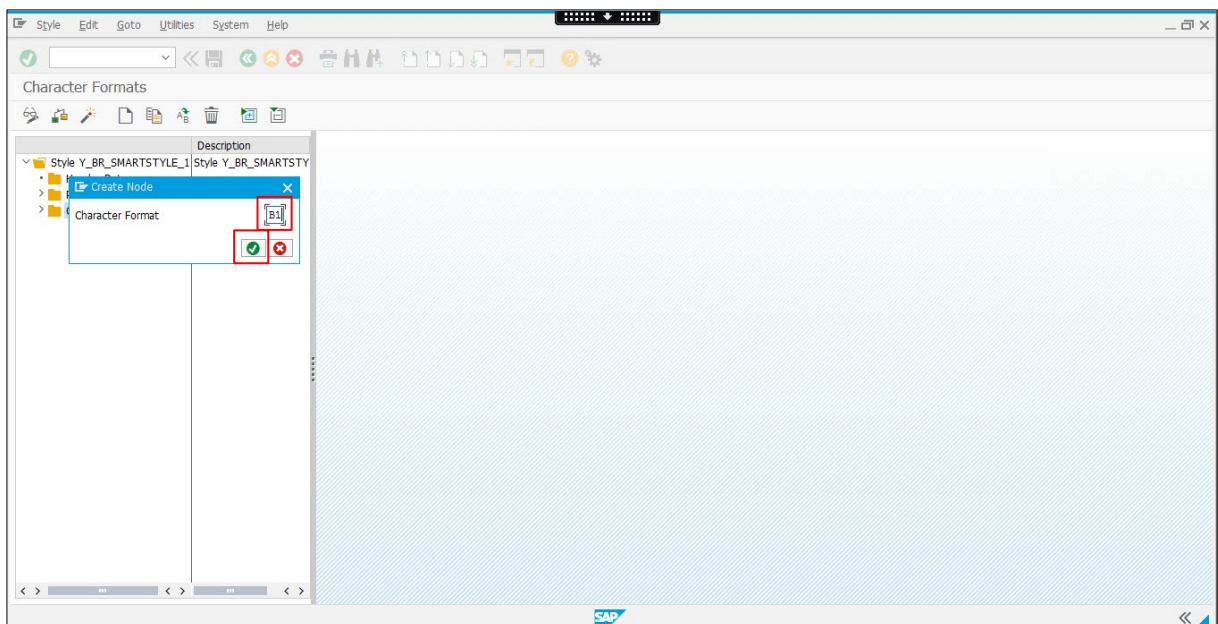 Style Edit Goto Utilities System Help
Character Formats
Description
Style Y_BR_SMARTSTYLE_1 Style Y_BR_SMARTSTY
Create Node
Character Format B1
SAP